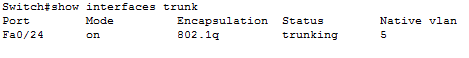 Switch#show interfaces trunk
Port        Mode         Encapsulation  Status        Native vlan
Fa0/24      on           802.1q         trunking      5